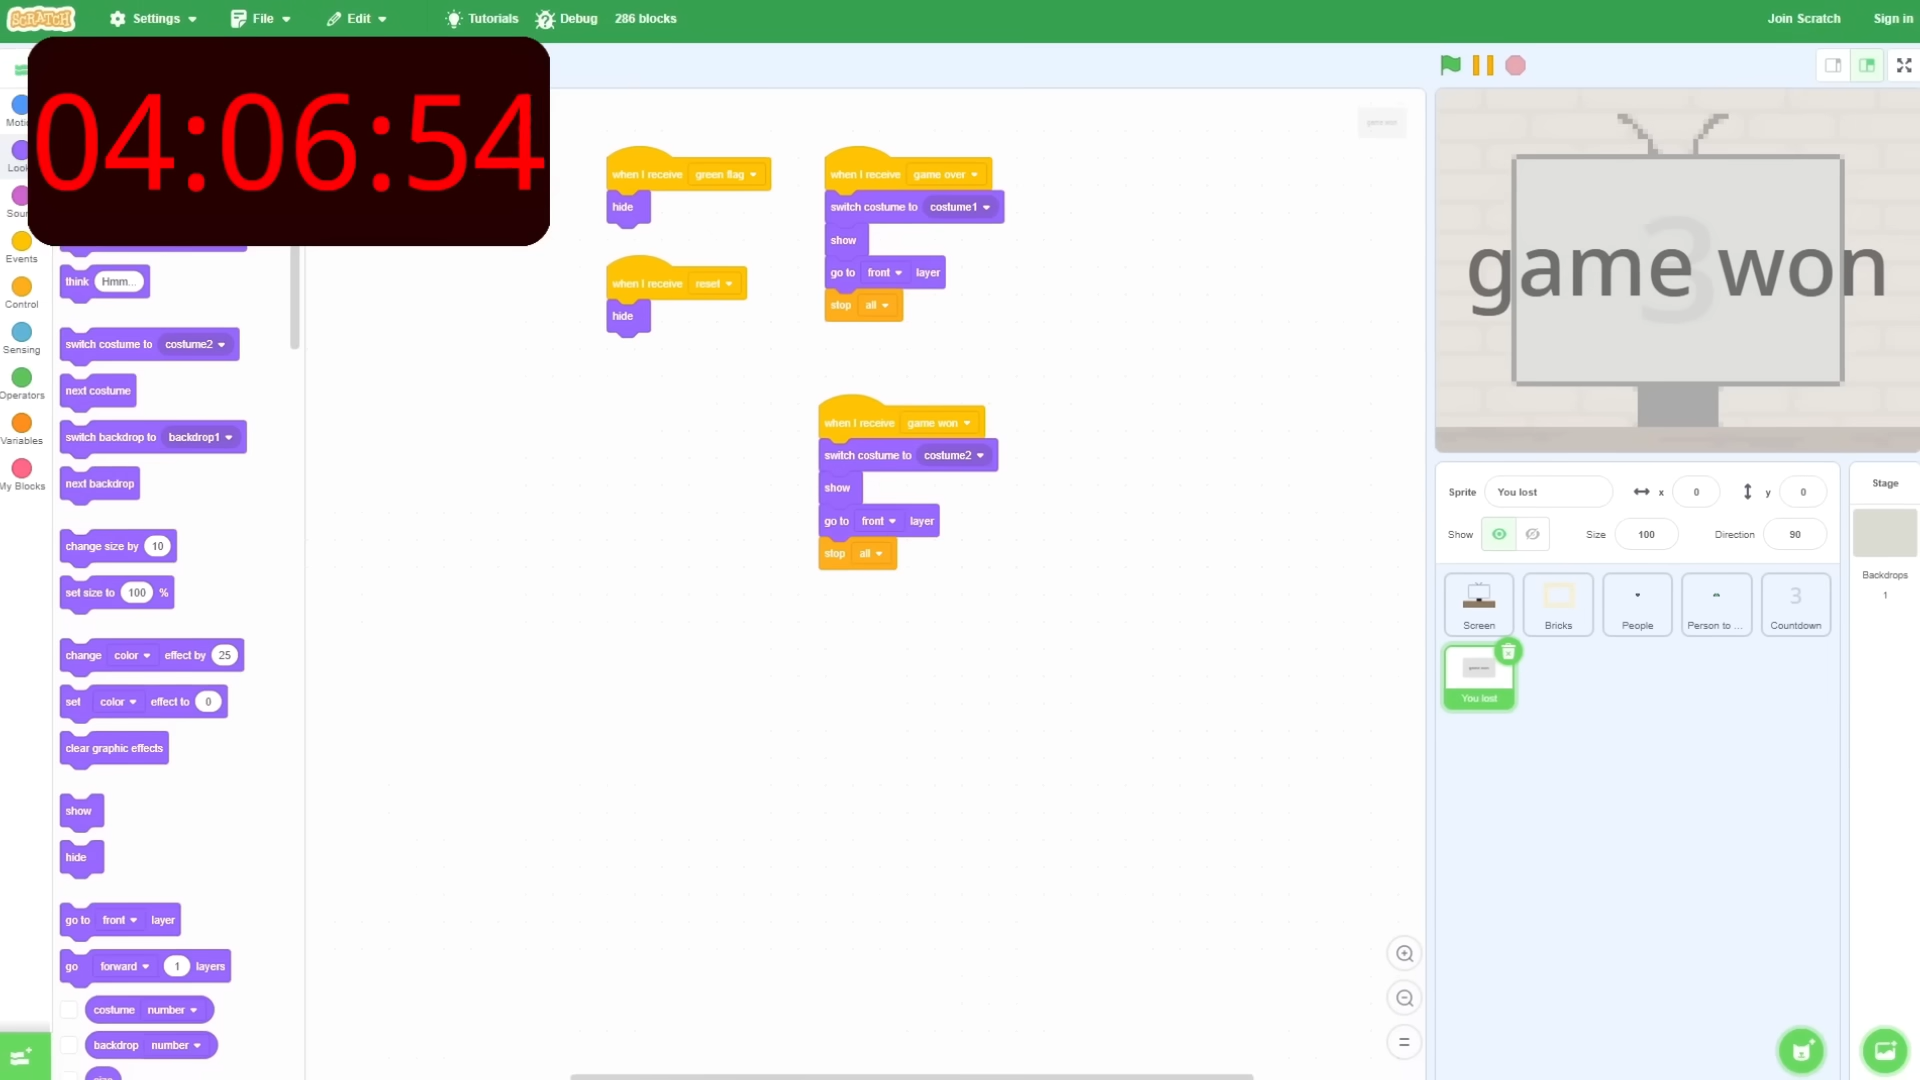 SCRATCH
Settings
File
Edit
Tutorials
Debug
286 blocks
Join Scratch
Sign in
04:06:54
Events
Control
Sensing
Operators
Variables
My Blocks
think Hmm...
switch costume to costume2
next costume
switch backdrop to backdrop1
next backdrop
change size by 10
set size to 100 %
change color effect by 25
set color effect to 0
clear graphic effects
show
hide
go to front layer
go forward 1 layers
costume number
backdrop number
when I receive green flag
hide
when I receive reset
hide
when I receive game over
switch costume to costume1
show
go to front layer
stop all
when I receive game won
switch costume to costume2
show
go to front layer
stop all
game won
3
Sprite You lost x 0 y 0
Show Size 100 Direction 90
Screen
Bricks
People
Person to ...
3
Countdown
You lost
Stage
Backdrops
1